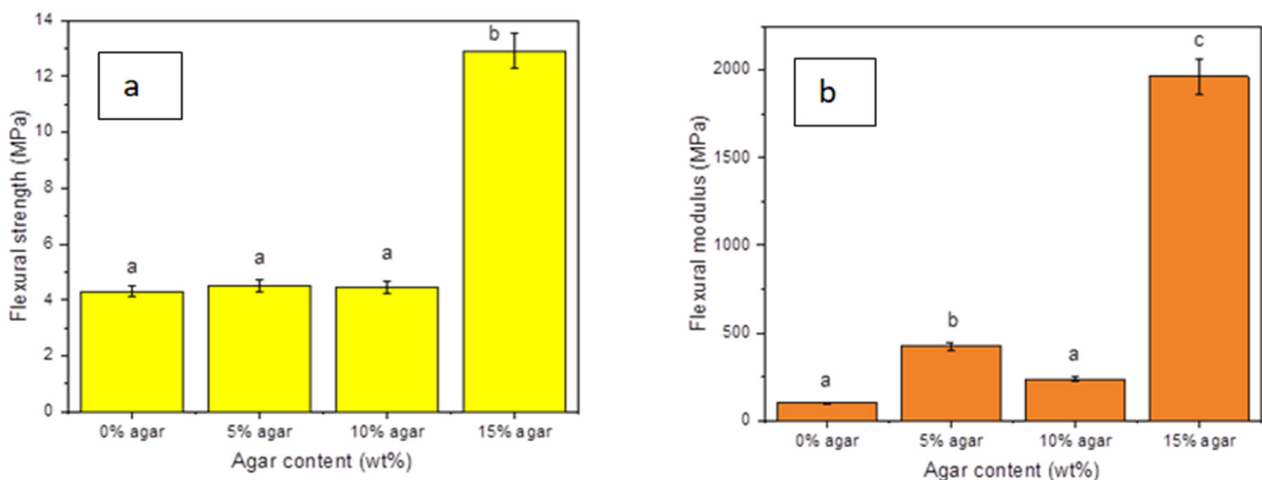 14
12
10
8
6
4
2
0
Flexural strength (MPa)
a
a
a
a
b
0% agar
5% agar
10% agar
15% agar
Agar content (wt%)
2000
1500
1000
500
0
Flexural modulus (MPa)
b
a
b
a
c
0% agar
5% agar
10% agar
15% agar
Agar content (wt%)